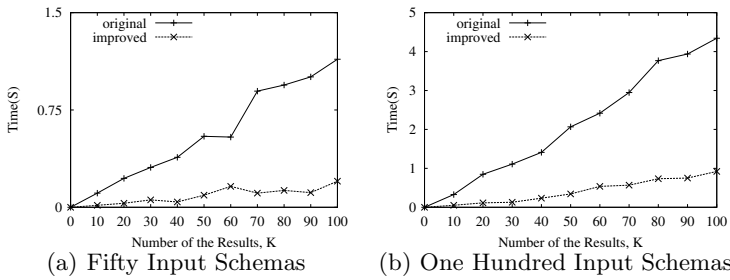 1.5
0.75
0
Time(S)
original
improved
0 10 20 30 40 50 60 70 80 90 100
Number of the Results, K
(a) Fifty Input Schemas
5
4
3
2
1
0
Time(S)
original
improved
0 10 20 30 40 50 60 70 80 90 100
Number of the Results, K
(b) One Hundred Input Schemas